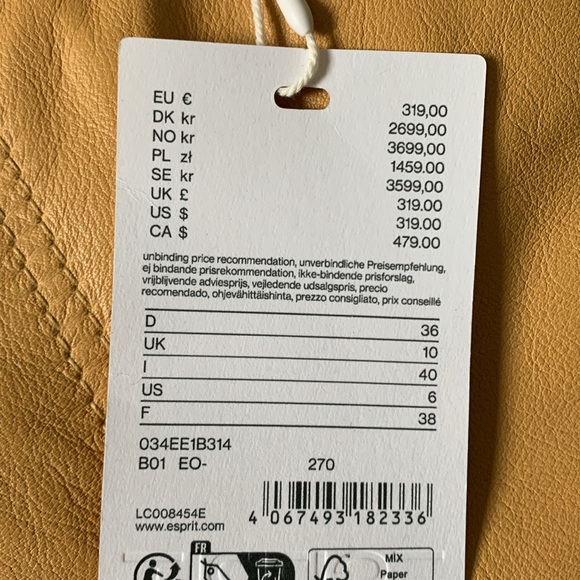 EU € 319,00
DK kr 2699,00
NO kr 3699,00
PL zł 1459.00
SE kr 3599,00
UK £ 319.00
US $ 319.00
CA $ 479.00
unbinding price recommendation, unverbindliche Preisempfehlung,
ej bindande prisrekommendation, ikke-bindende prisforslag,
vrijblijvende adviesprijs, vejledende udsalgspris, precio
recomendado, ohjevähittäishinta, prezzo consigliato, prix conseillé
D 36
UK 10
I 40
US 6
F 38
034EE1B314
B01 EO- 270
LC008454E
www.esprit.com
4 067493 182336
FR
MIX
Paper